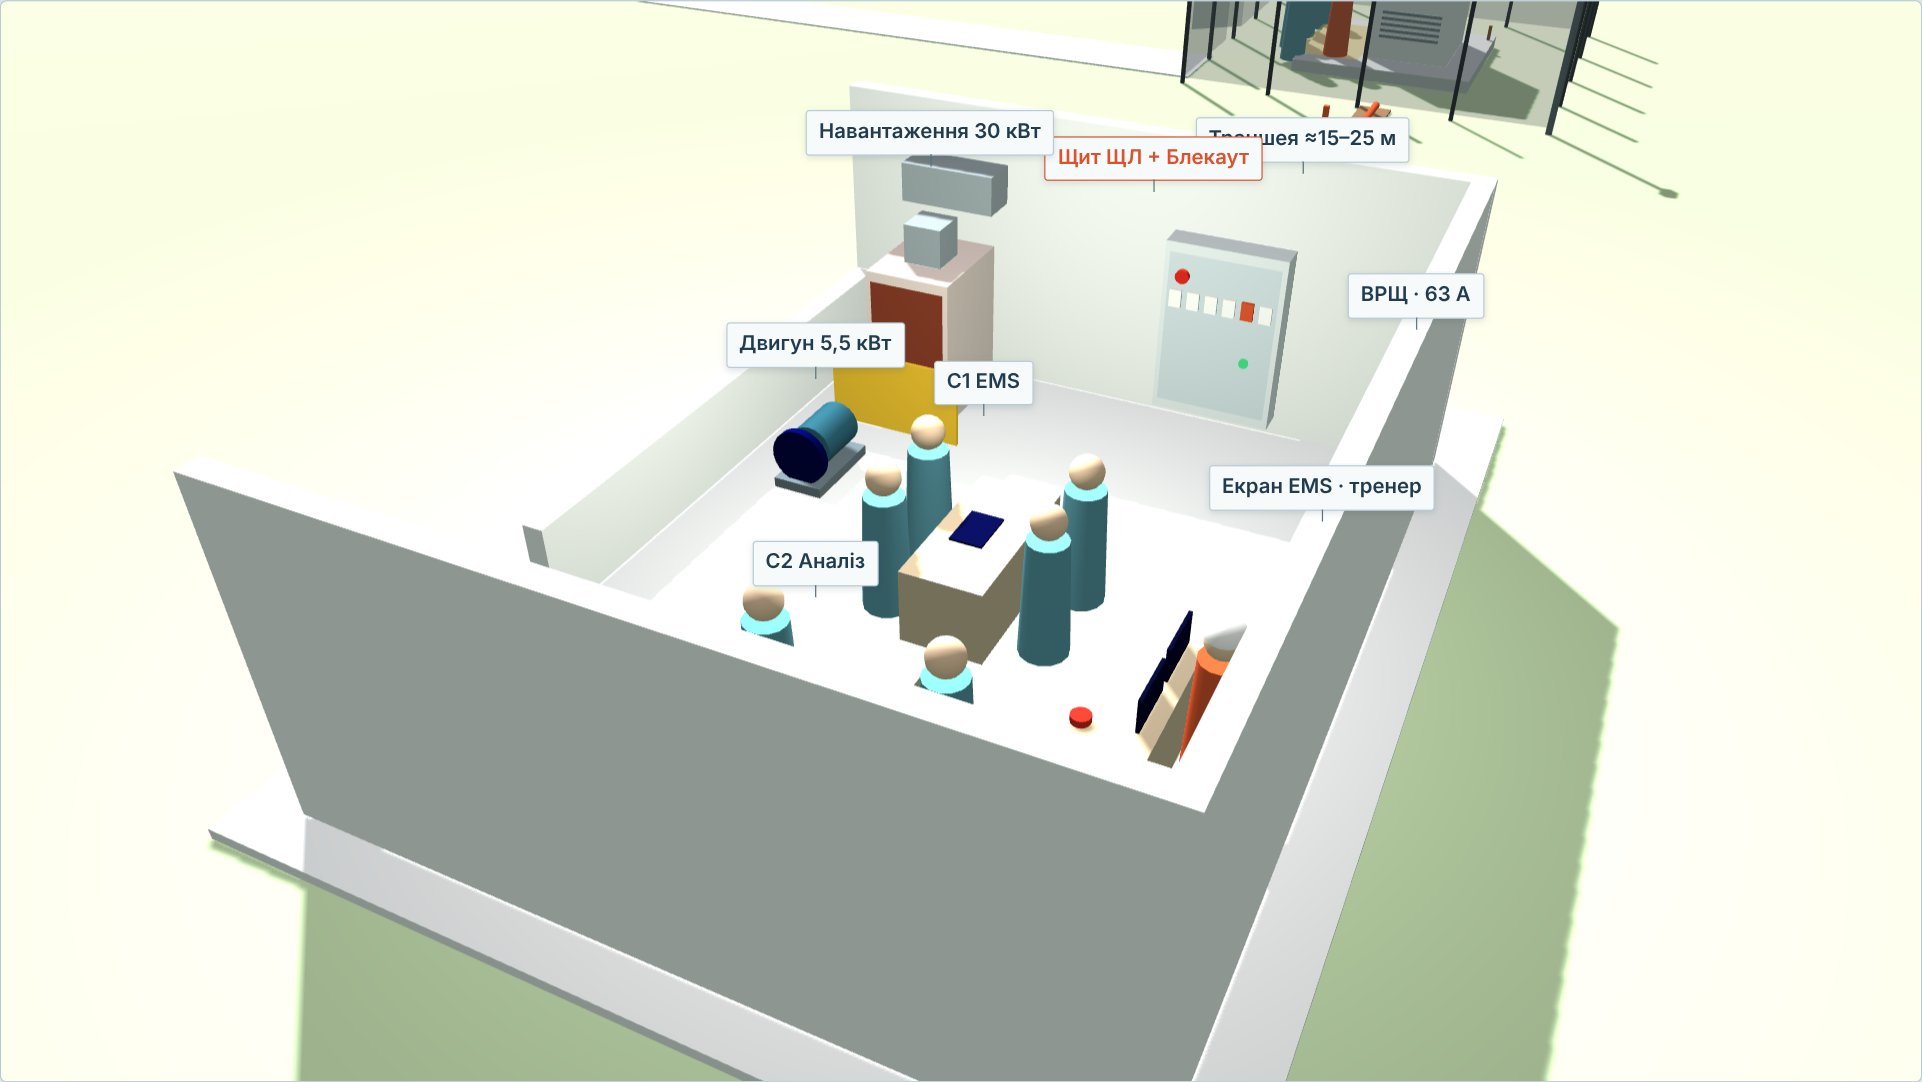 Навантаження 30 кВт
≈15–25 м
Щит ЩЛ + Блекаут
ВРЩ · 63 А
Двигун 5,5 кВт
С1 EMS
Екран EMS · тренер
С2 Аналіз